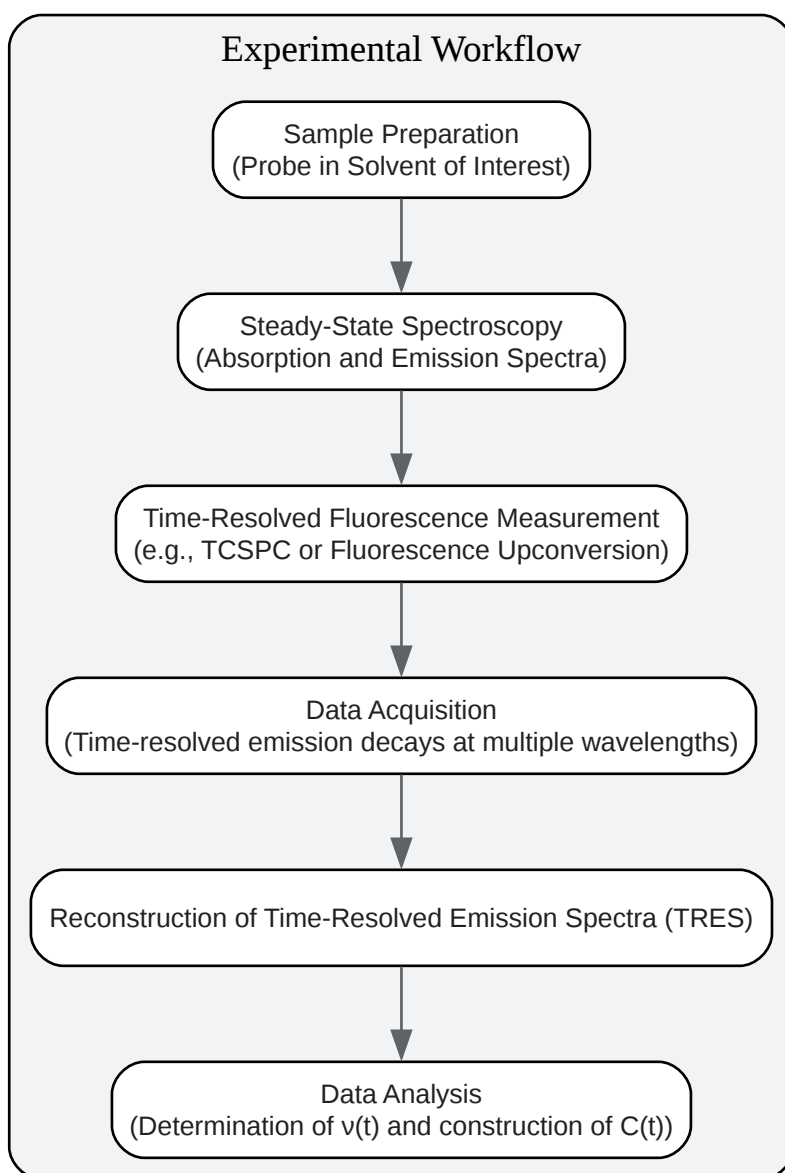 Experimental Workflow
Sample Preparation
(Probe in Solvent of Interest)
Steady-State Spectroscopy
(Absorption and Emission Spectra)
Time-Resolved Fluorescence Measurement
(e.g., TCSPC or Fluorescence Upconversion)
Data Acquisition
(Time-resolved emission decays at multiple wavelengths)
Reconstruction of Time-Resolved Emission Spectra (TRES)
Data Analysis
(Determination of ν(t) and construction of C(t))